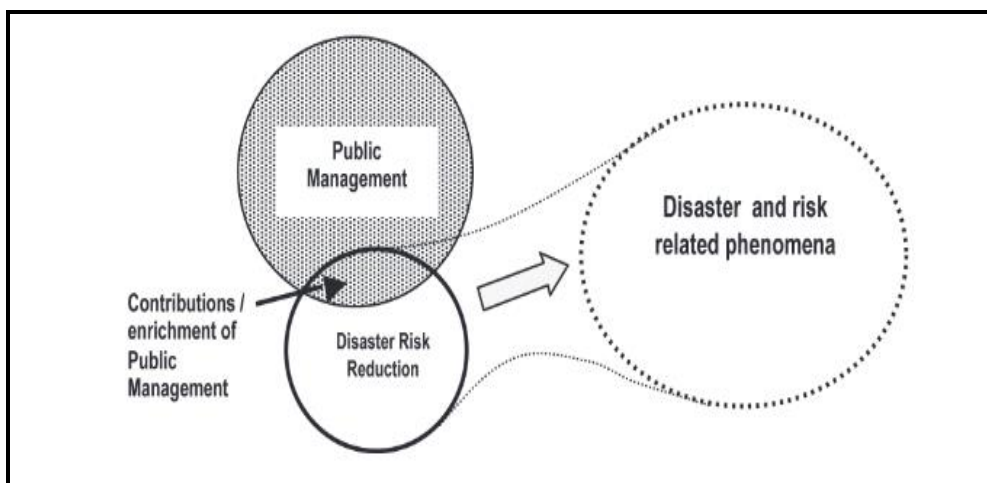 Public
Management
Disaster and risk
related phenomena
Contributions /
enrichment of
Public
Management
Disaster Risk
Reduction